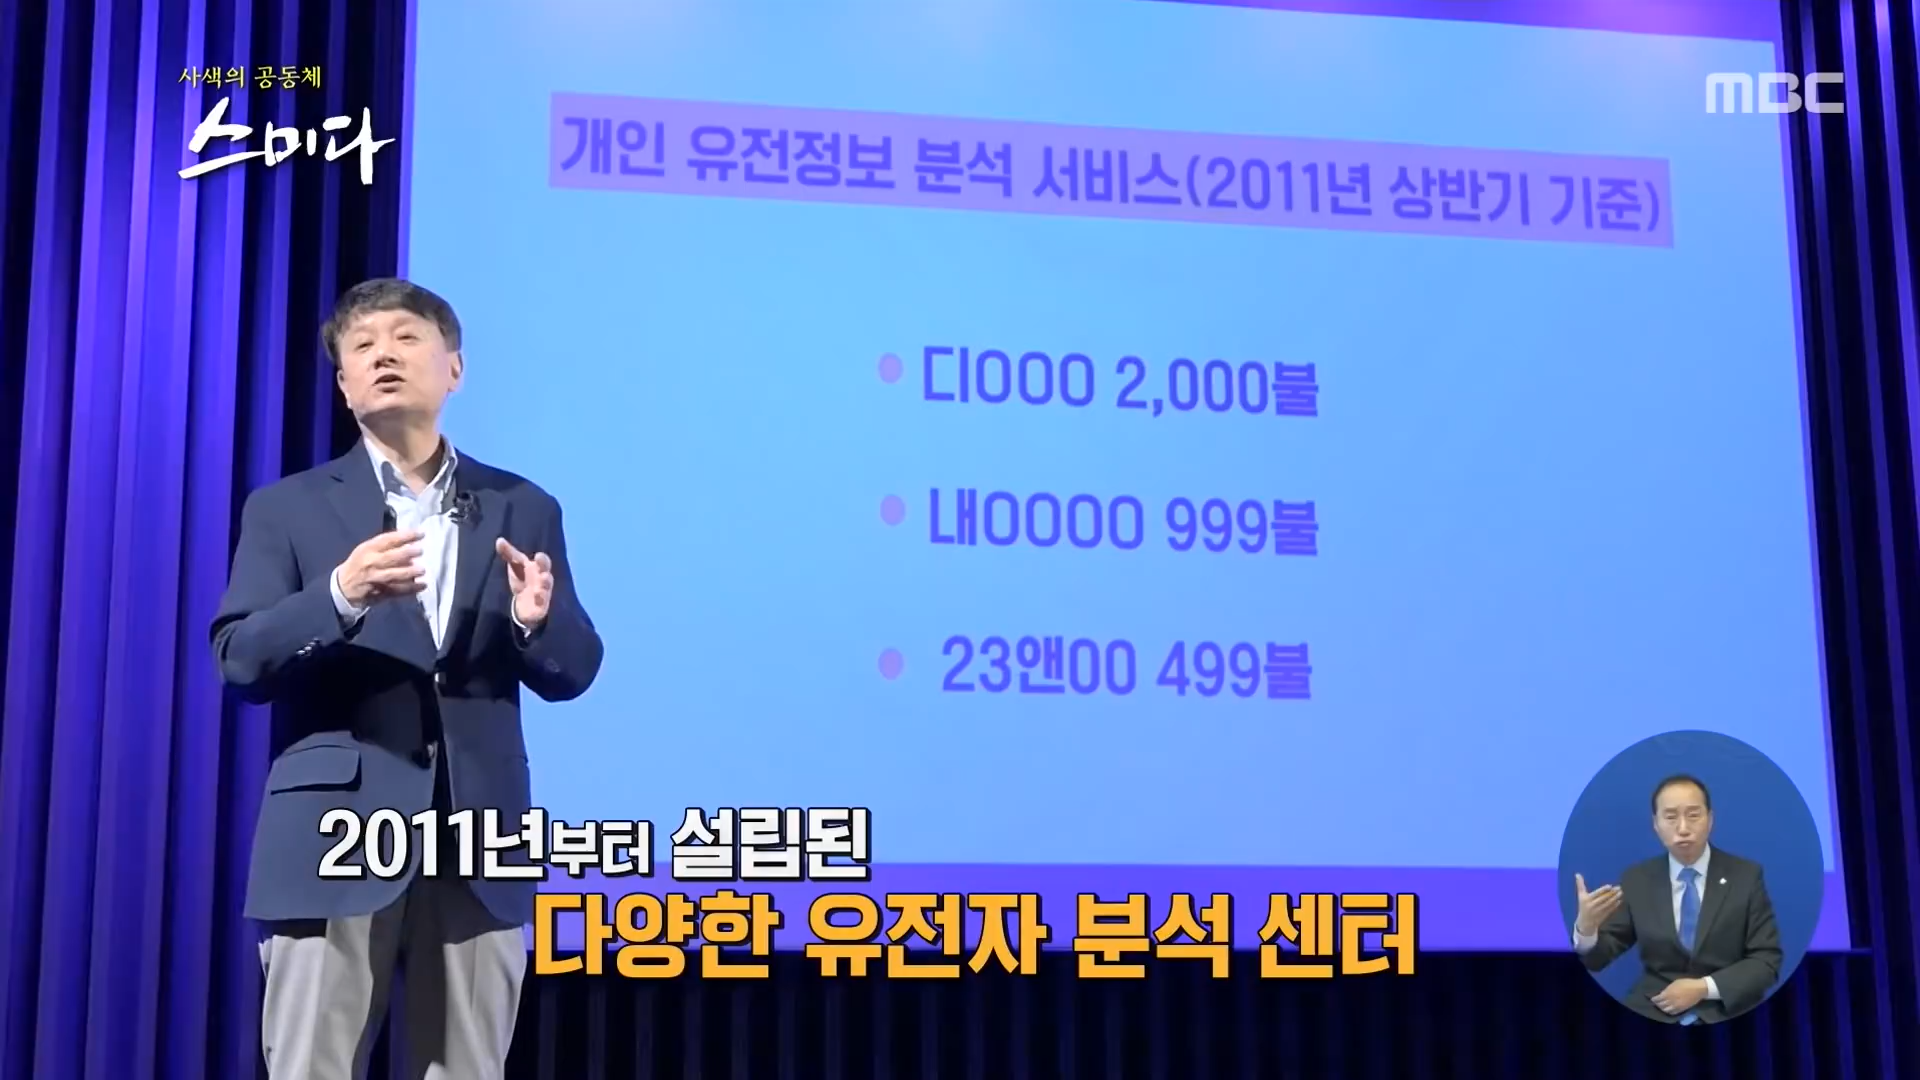 사색의 공동체
스미다
MBC
개인 유전정보 분석 서비스(2011년 상반기 기준)
• 디OOO 2,000불
• 내OOOO 999불
• 23앤OO 499불
2011년부터 설립된
다양한 유전자 분석 센터